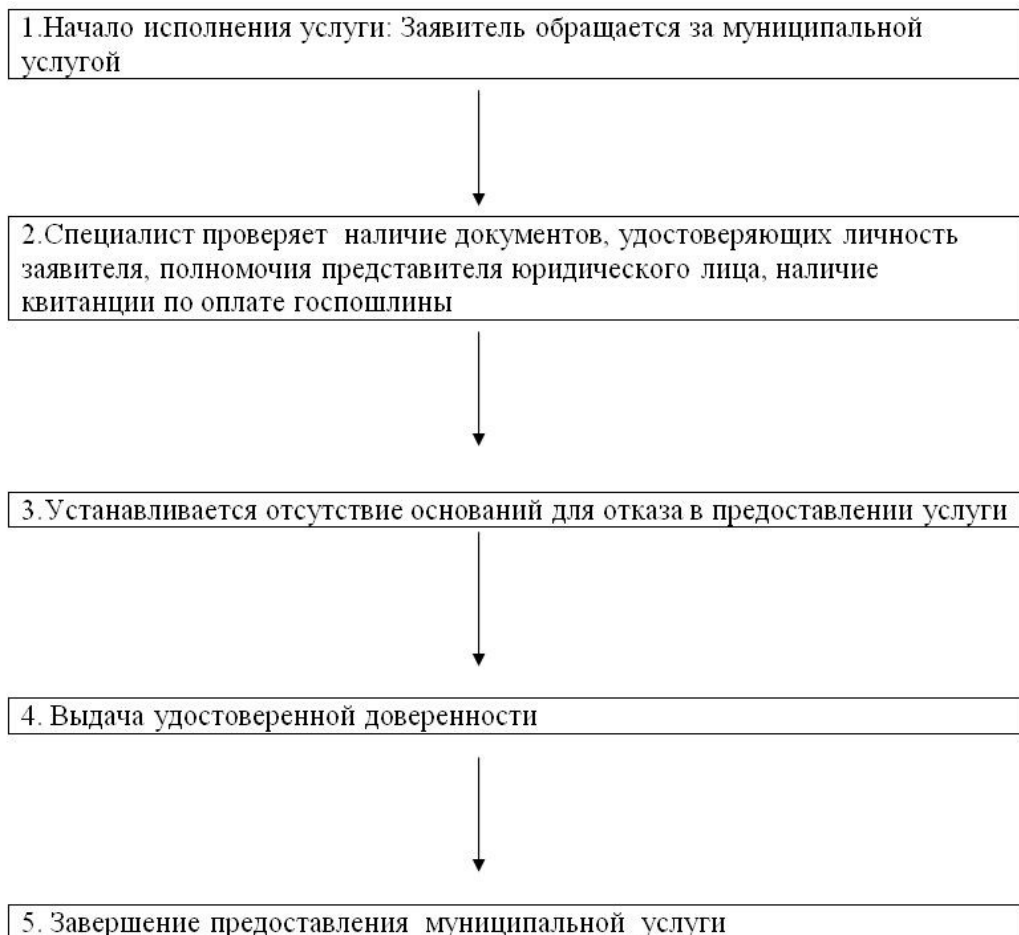 1.Начало исполнения услуги: Заявитель обращается за муниципальной
услугой
2.Специалист проверяет наличие документов, удостоверяющих личность
заявителя, полномочия представителя юридического лица, наличие
квитанции по оплате госпошлины
3.Устанавливается отсутствие оснований для отказа в предоставлении услуги
4. Выдача удостоверенной доверенности
5. Завершение предоставления муниципальной услуги